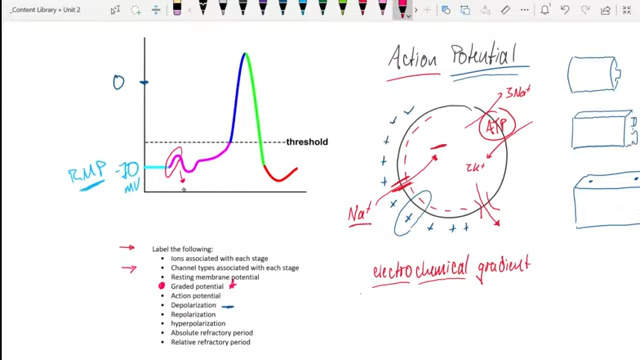 _Content Library + Unit 2
Action Potential
0
threshold
RMP -70
mV
3Na+
ATP
2K+
Na+
electrochemical gradient
Label the following:
• Ions associated with each stage
• Channel types associated with each stage
• Resting membrane potential
• Graded potential
• Action potential
• Depolarization
• Repolarization
• hyperpolarization
• Absolute refractory period
• Relative refractory period